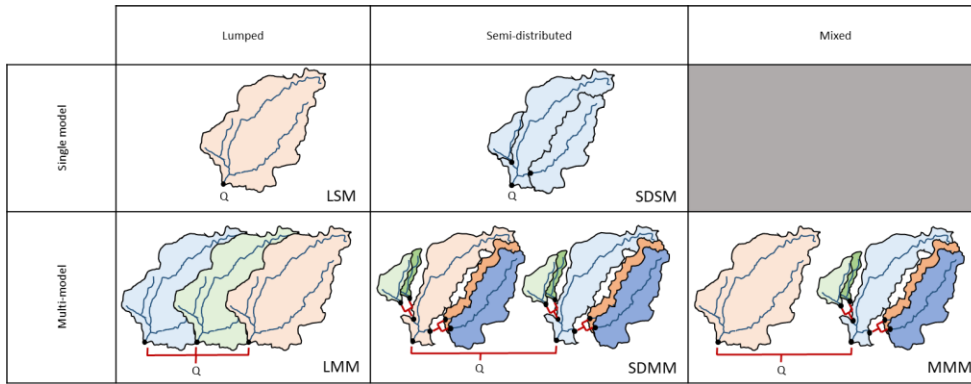 Lumped
Semi-distributed
Mixed
Single model
Q
LSM
Q
SDSM
Multi-model
Q
LMM
Q
SDMM
Q
MMM